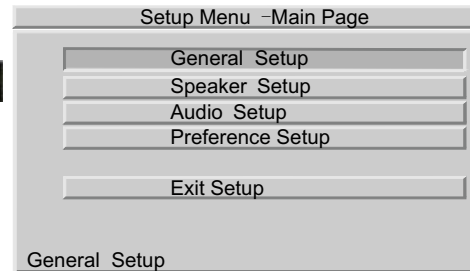 Setup Menu -Main Page
General Setup
Speaker Setup
Audio Setup
Preference Setup
Exit Setup
General Setup